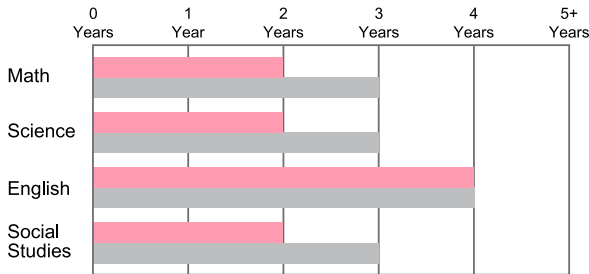 0 1 2 3 4 5+
Years Year Years Years Years Years
Math
Science
English
Social
Studies